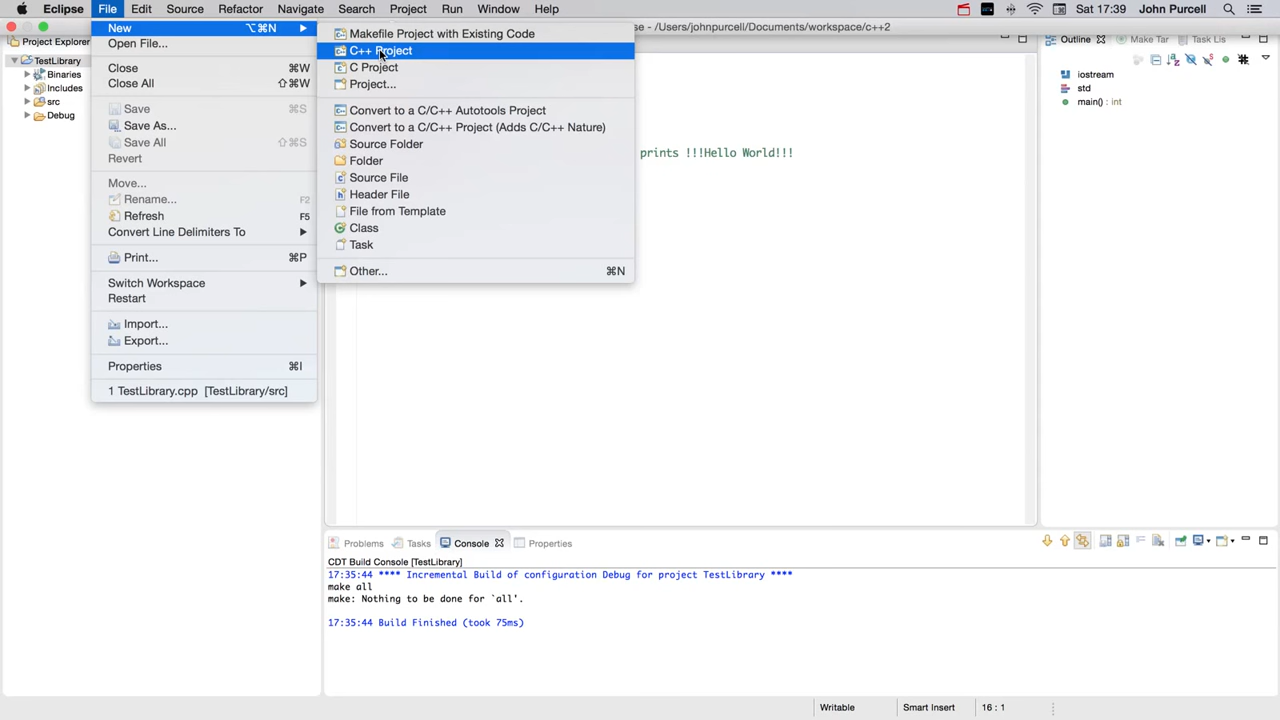 Eclipse File Edit Source Refactor Navigate Search Project Run Window Help Sat 17:39 John Purcell
se - /Users/johnpurcell/Documents/workspace/c++2
Project Explorer
TestLibrary
Binaries
Includes
src
Debug
New ⌥⌘N
Open File...
Close ⌘W
Close All ⇧⌘W
Save ⌘S
Save As...
Save All ⇧⌘S
Revert
Move...
Rename... F2
Refresh F5
Convert Line Delimiters To
Print... ⌘P
Switch Workspace
Restart
Import...
Export...
Properties ⌘I
1 TestLibrary.cpp [TestLibrary/src]
Makefile Project with Existing Code
C++ Project
C Project
Project...
Convert to a C/C++ Autotools Project
Convert to a C/C++ Project (Adds C/C++ Nature)
Source Folder
Folder
Source File
Header File
File from Template
Class
Task
Other... ⌘N
prints !!!Hello World!!!
Outline Make Tar Task Lis
iostream
std
main() : int
Problems Tasks Console Properties
CDT Build Console [TestLibrary]
17:35:44 **** Incremental Build of configuration Debug for project TestLibrary ****
make all
make: Nothing to be done for `all'.
17:35:44 Build Finished (took 75ms)
Writable Smart Insert 16 : 1